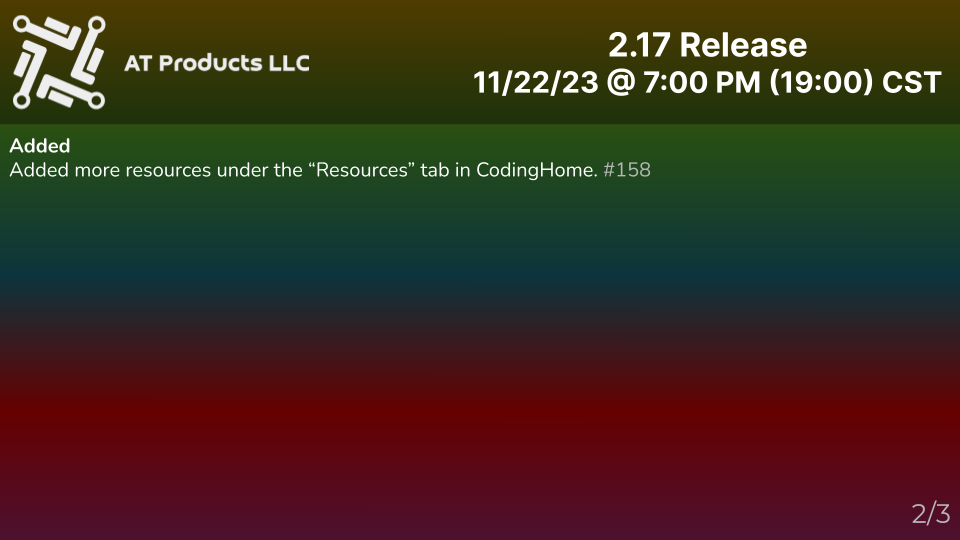 AT Products LLC
2.17 Release
11/22/23 @ 7:00 PM (19:00) CST
Added
Added more resources under the “Resources” tab in CodingHome. #158
2/3